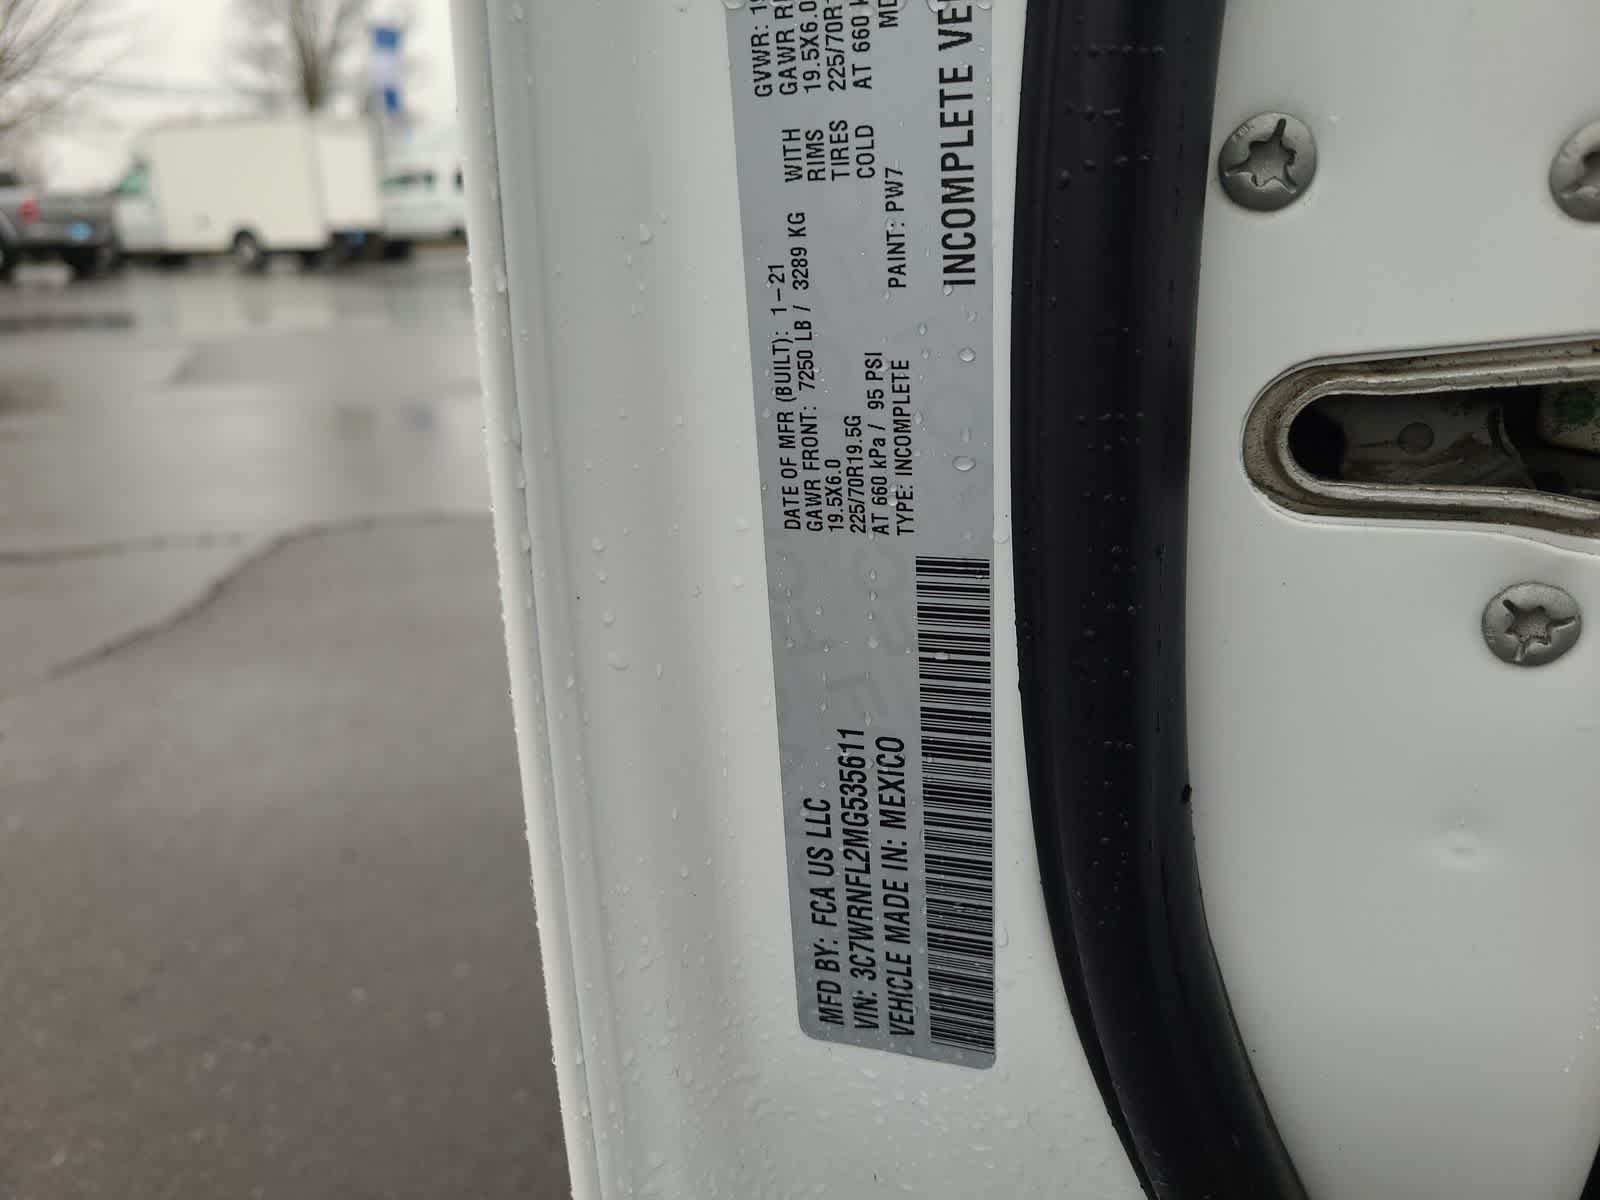 MFD BY: FCA US LLC
VIN: 3C7WRNFL2MG535611
VEHICLE MADE IN: MEXICO
DATE OF MFR (BUILT): 1-21
GVWR: 19
GAWR FRONT: 7250 LB / 3289 KG WITH
GAWR
19.5X6.0 RIMS
19.5X6.0
225/70R19.5G TIRES
225/70R
AT 660 kPa / 95 PSI COLD
AT 660
TYPE: INCOMPLETE PAINT: PW7
INCOMPLETE